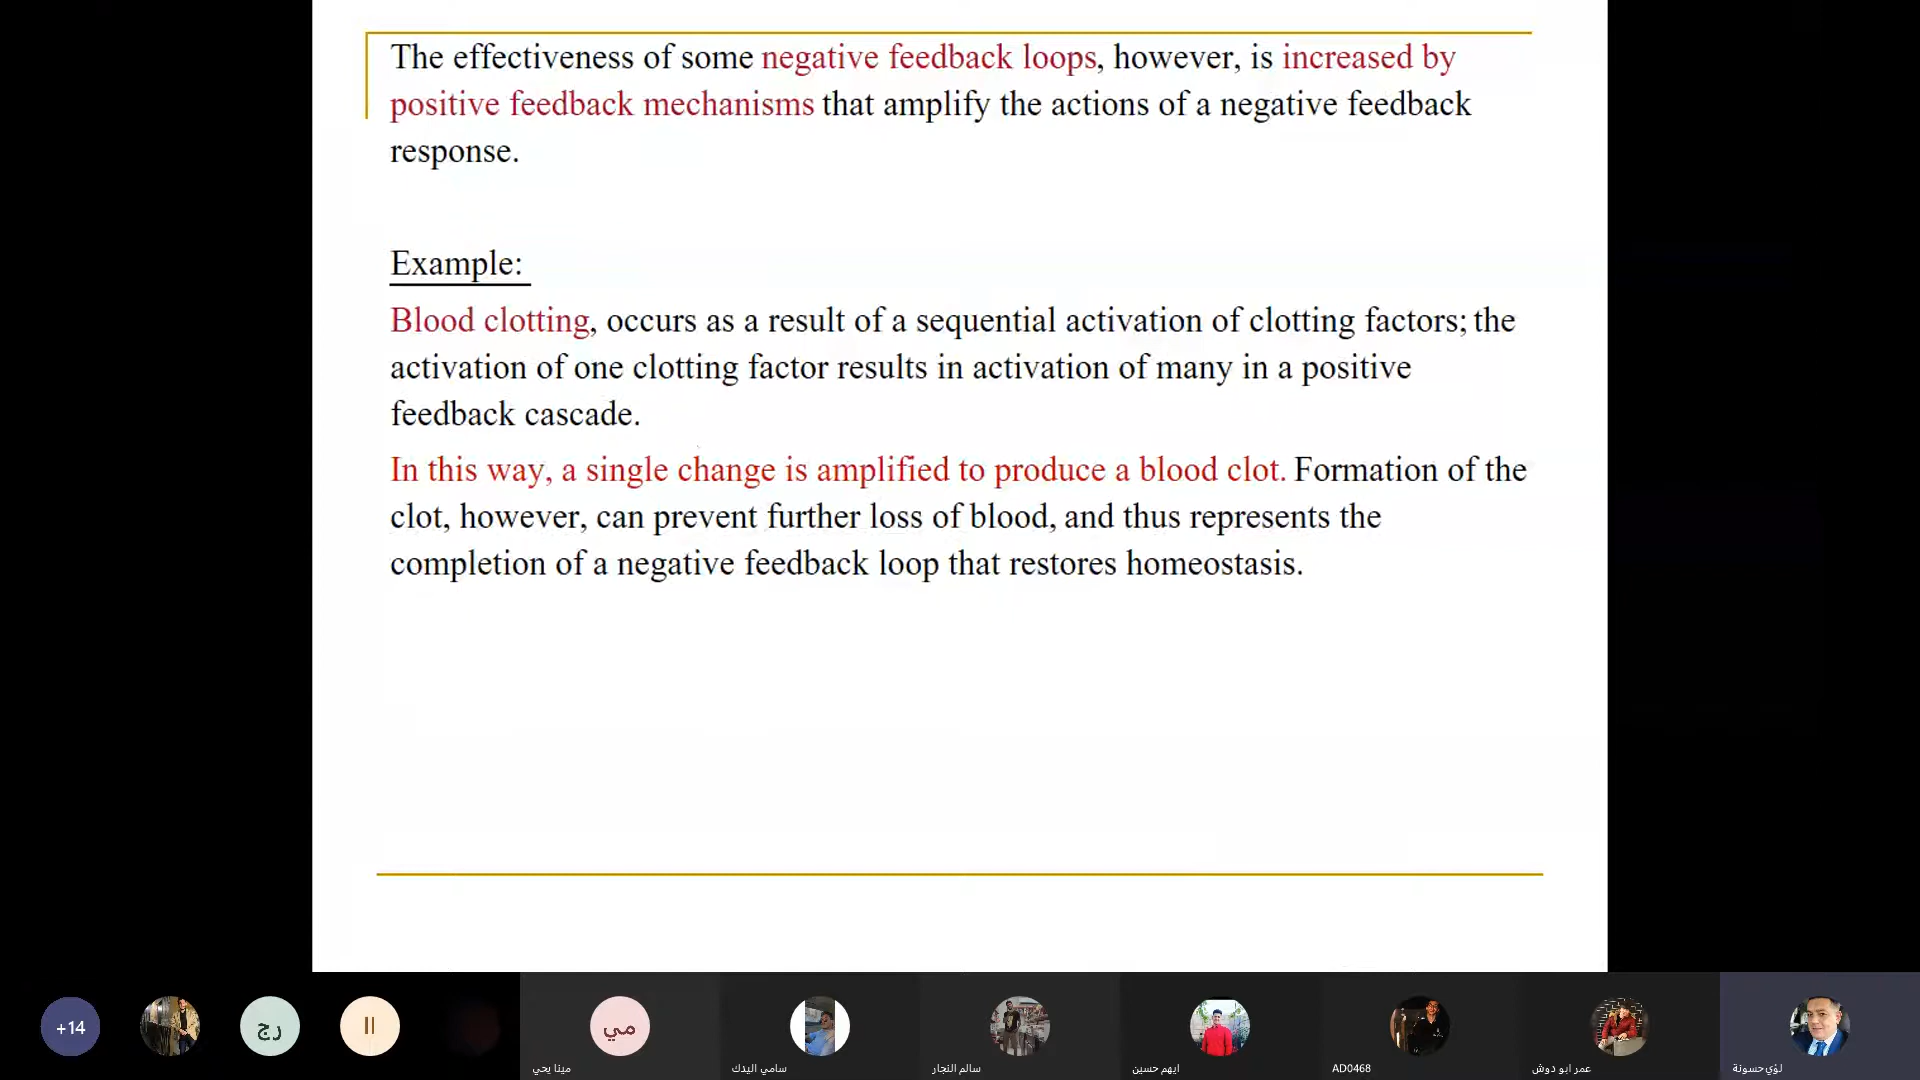 The effectiveness of some negative feedback loops, however, is increased by
positive feedback mechanisms that amplify the actions of a negative feedback
response.
Example:
Blood clotting, occurs as a result of a sequential activation of clotting factors; the
activation of one clotting factor results in activation of many in a positive
feedback cascade.
In this way, a single change is amplified to produce a blood clot. Formation of the
clot, however, can prevent further loss of blood, and thus represents the
completion of a negative feedback loop that restores homeostasis.
+14
رج
اا
مي
مينا يحي
سامي اليدك
سالم النجار
ايهم حسين
AD0468
عمر ابو دوش
لؤي حسونة